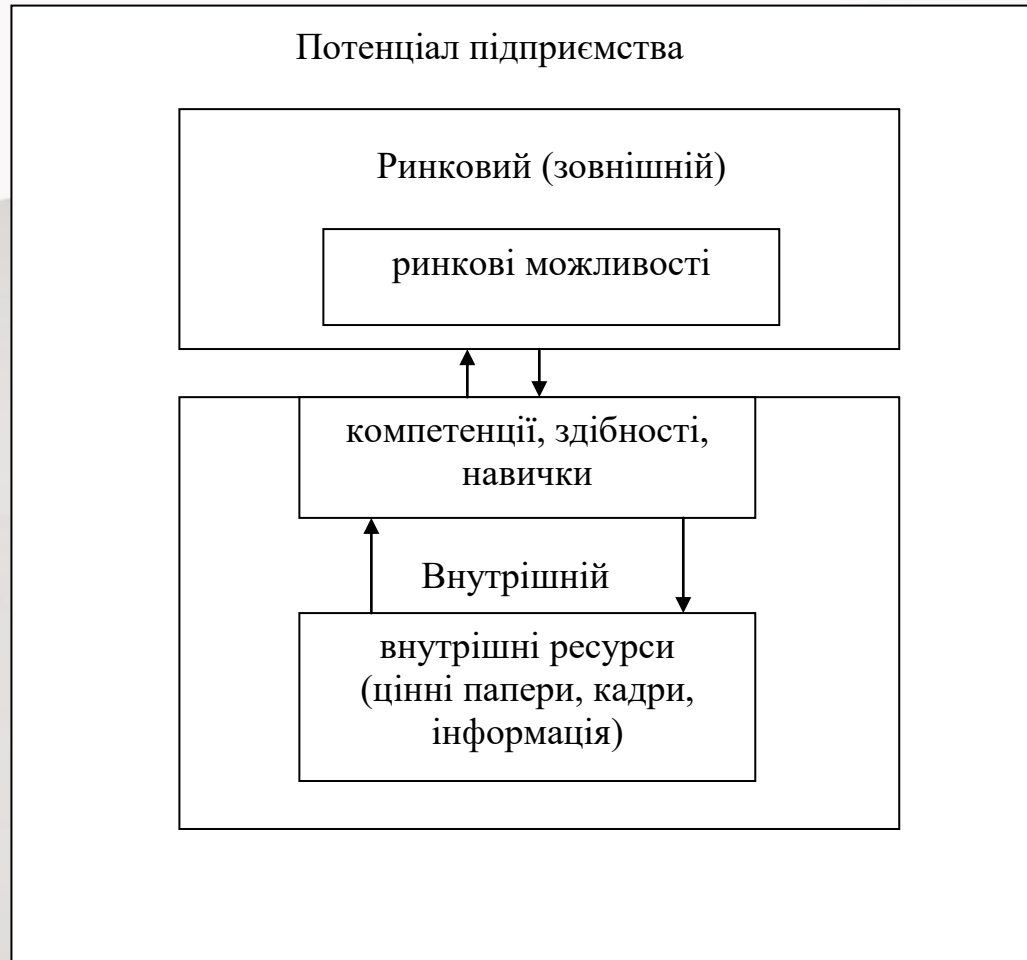 Потенціал підприємства
Ринковий (зовнішній)
ринкові можливості
компетенції, здібності,
навички
Внутрішній
внутрішні ресурси
(цінні папери, кадри,
інформація)